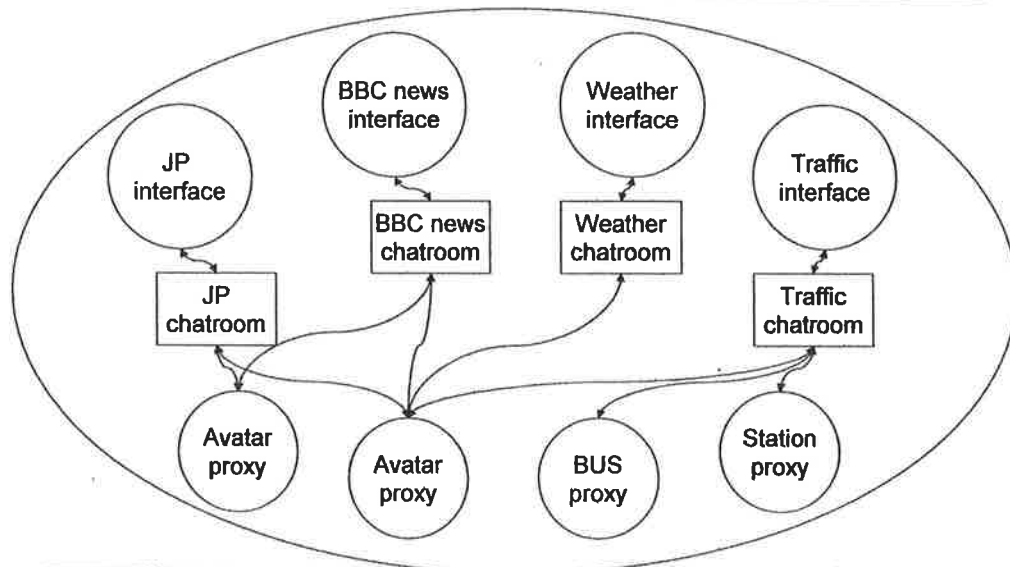 BBC news
interface
Weather
interface
JP
interface
Traffic
interface
BBC news
chatroom
Weather
chatroom
JP
chatroom
Traffic
chatroom
Avatar
proxy
Avatar
proxy
BUS
proxy
Station
proxy